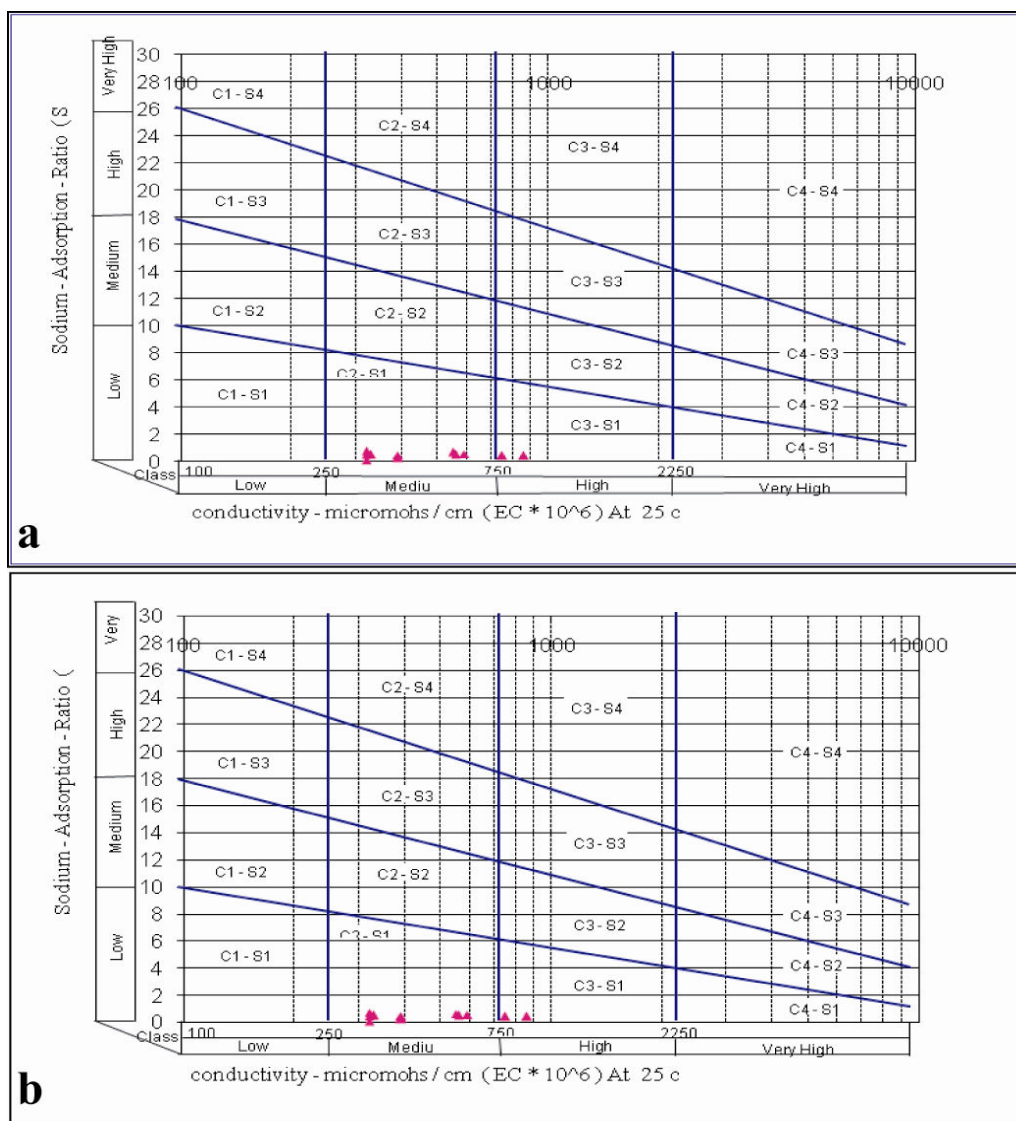 Very High
High
Medium
Low
Sodium - Adsorption - Ratio ( S
30
28
26
24
22
20
18
16
14
12
10
8
6
4
2
0
100 1000 10000
C1 - S4
C2 - S4
C3 - S4
C4 - S4
C1 - S3
C2 - S3
C3 - S3
C1 - S2
C2 - S2
C4 - S3
C3 - S2
C2 - S1
C1 - S1
C4 - S2
C3 - S1
C4 - S1
Class 100 250 750 2250
Low Mediu High Very High
conductivity - micromohs / cm (EC * 10^6) At 25 c
a
Very
High
Medium
Low
Sodium - Adsorption - Ratio (
30
28
26
24
22
20
18
16
14
12
10
8
6
4
2
0
100 1000 10000
C1 - S4
C2 - S4
C3 - S4
C4 - S4
C1 - S3
C2 - S3
C3 - S3
C1 - S2
C2 - S2
C4 - S3
C3 - S2
C1 - S1
C4 - S2
C3 - S1
C4 - S1
Class 100 250 750 2250
Low Mediu High Very High
conductivity - micromohs / cm (EC * 10^6) At 25 c
b